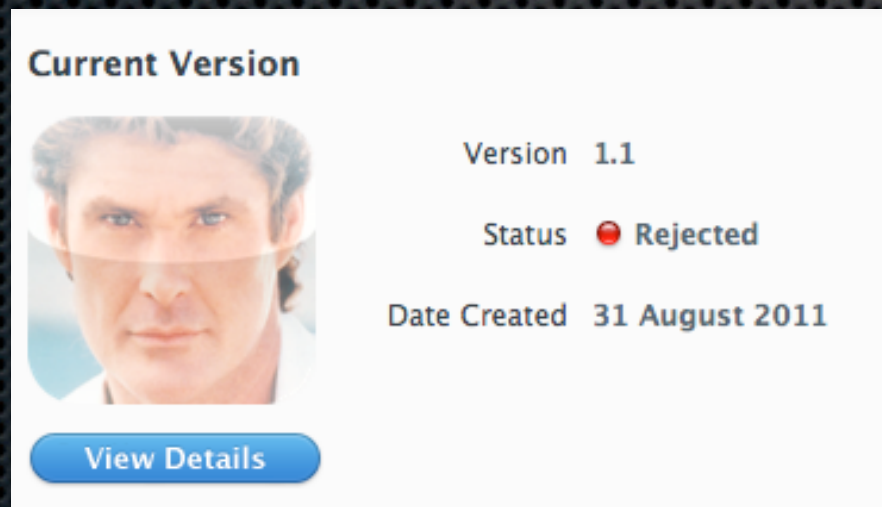 Current Version
Version 1.1
Status Rejected
Date Created 31 August 2011
View Details